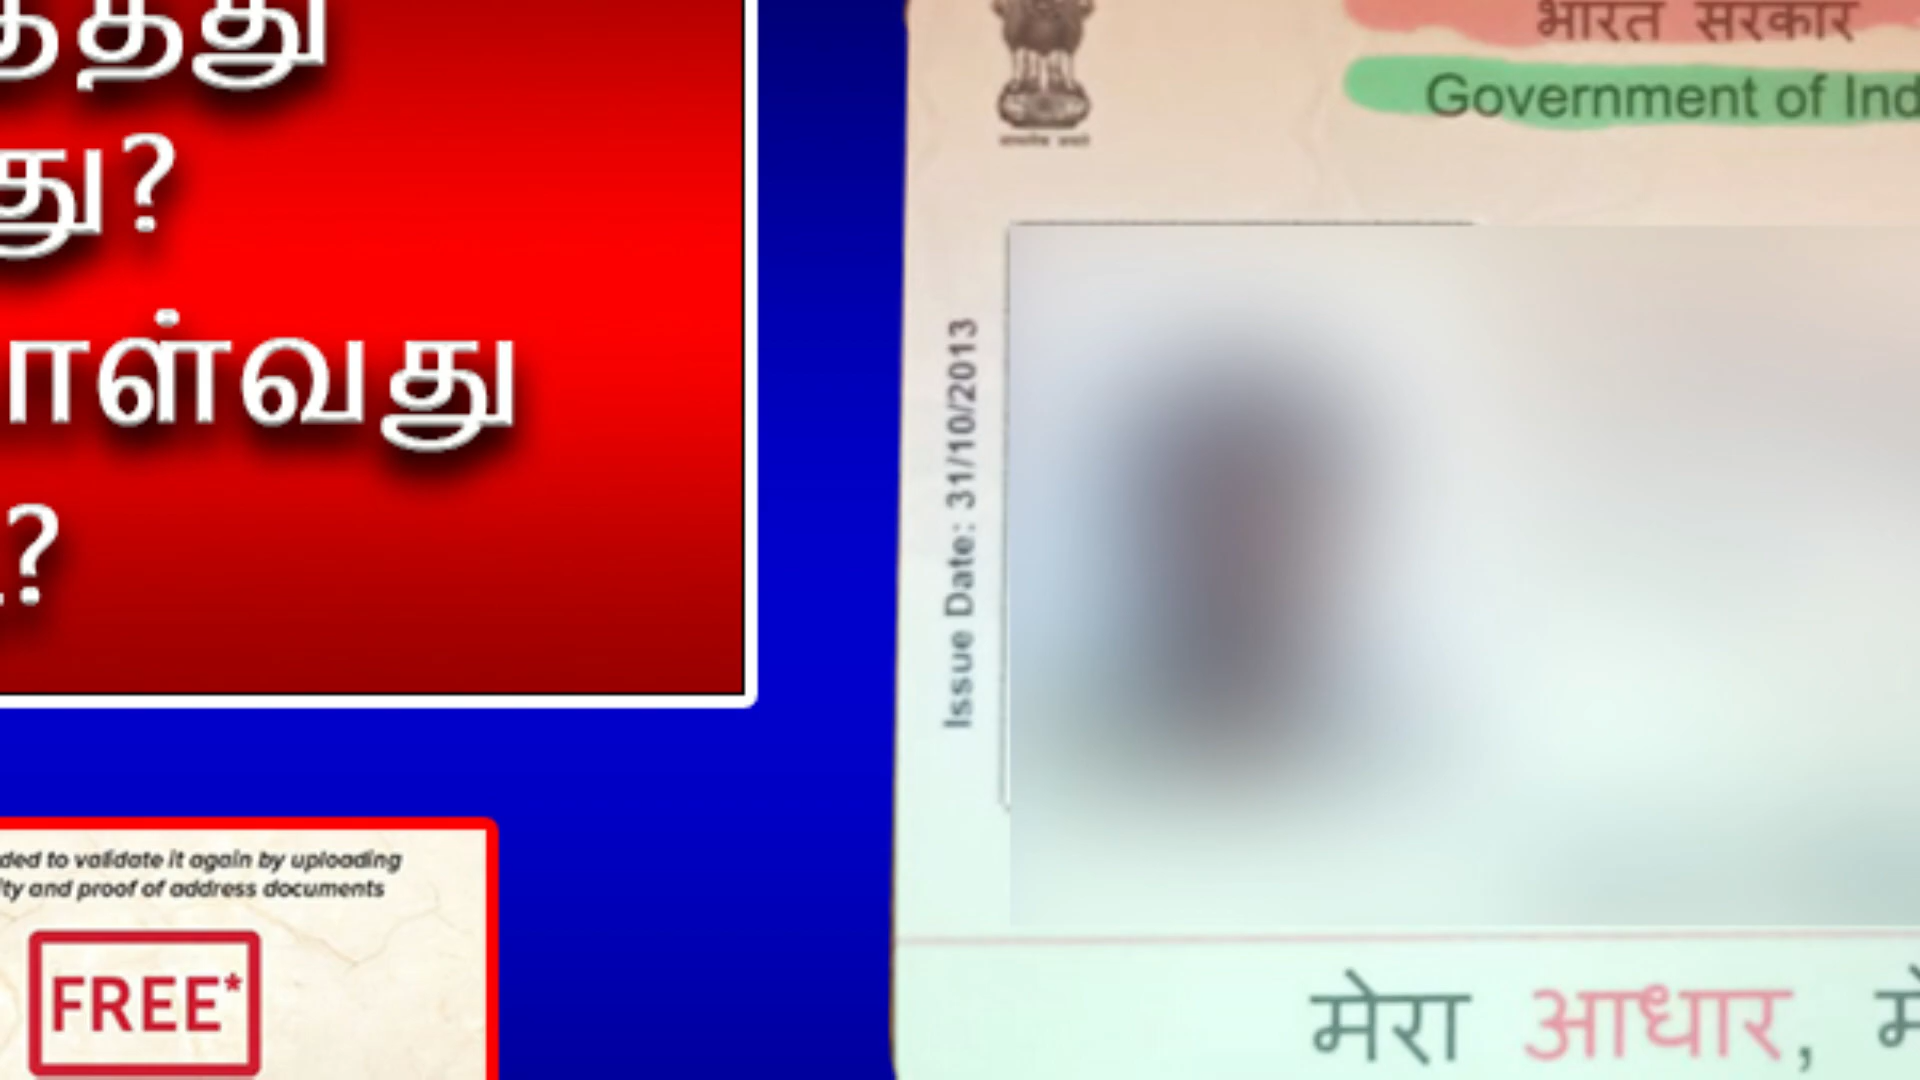 து?
ள்வது
?
ded to validate it again by uploading
ity and proof of address documents
FREE*
भारत सरकार
Government of Ind
Issue Date: 31/10/2013
मेरा आधार,